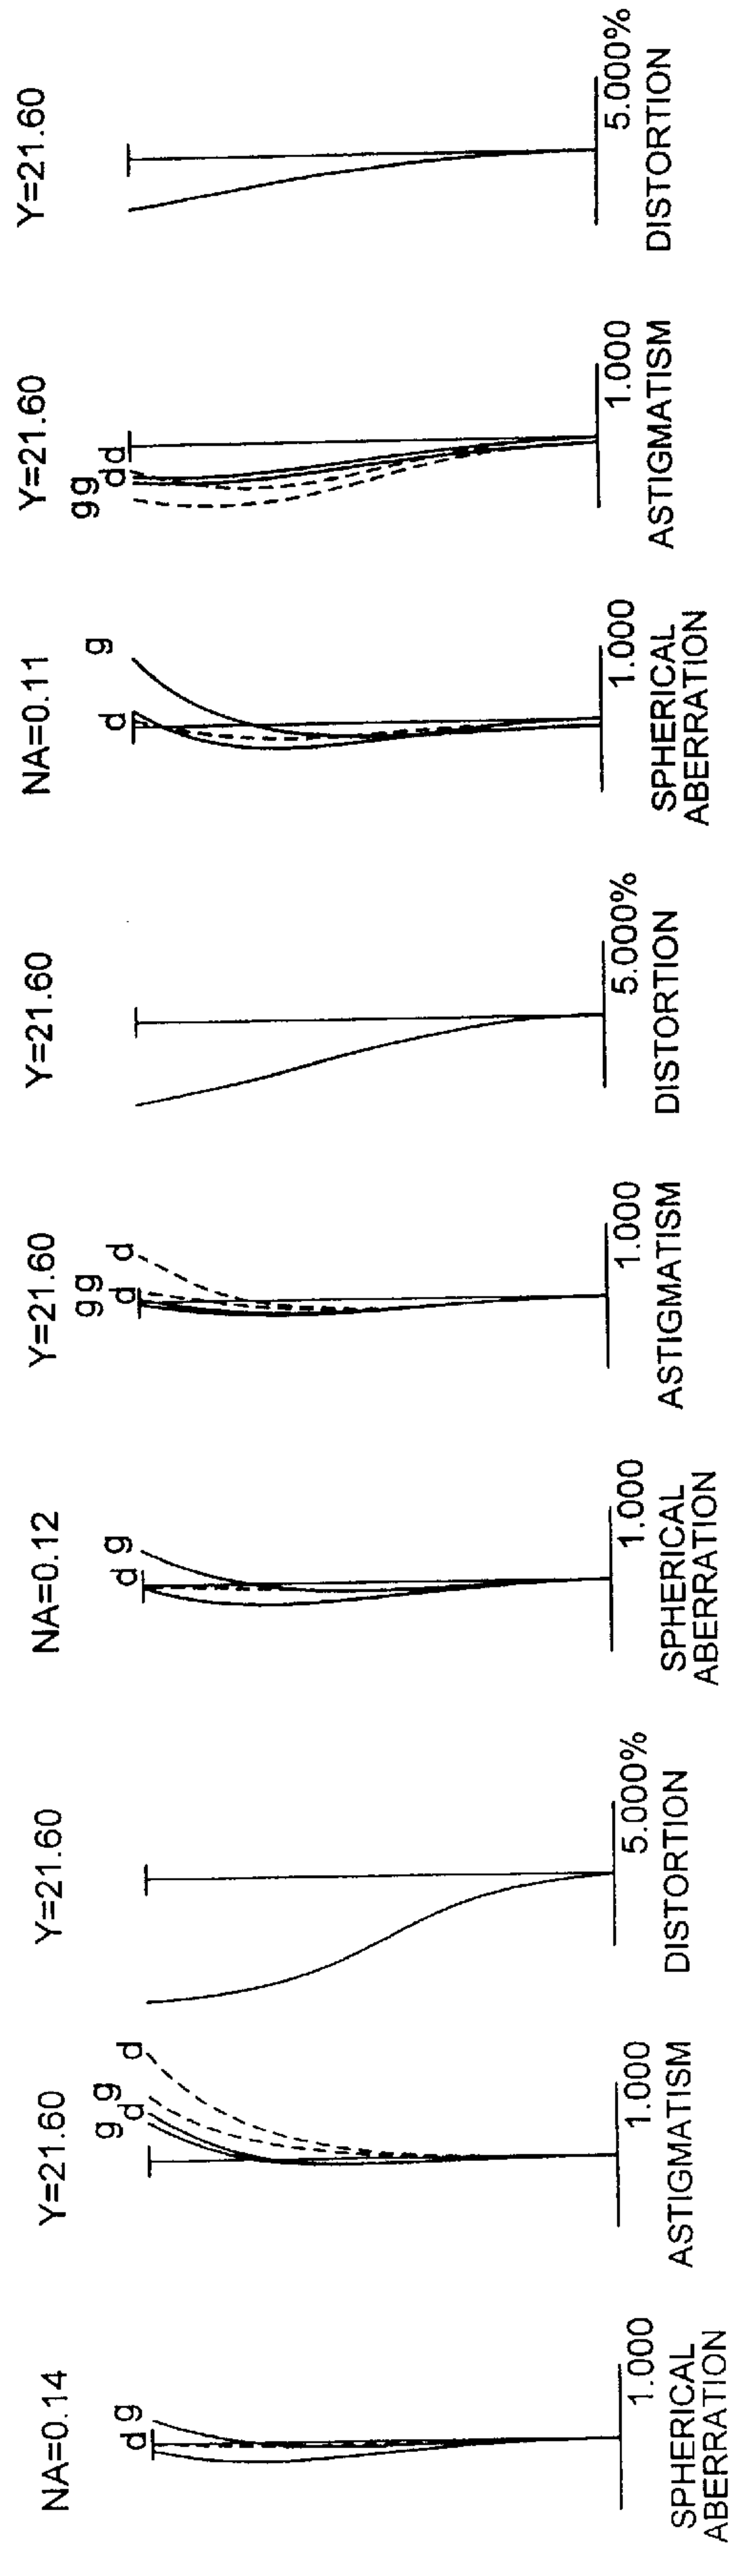 NA=0.14
d
g
1.000
SPHERICAL
ABERRATION
Y=21.60
g
d
g
d
1.000
ASTIGMATISM
Y=21.60
5.000%
DISTORTION
NA=0.12
d
g
1.000
SPHERICAL
ABERRATION
Y=21.60
g
g
d
d
1.000
ASTIGMATISM
Y=21.60
5.000%
DISTORTION
NA=0.11
d
g
1.000
SPHERICAL
ABERRATION
Y=21.60
g
g
d
d
1.000
ASTIGMATISM
Y=21.60
5.000%
DISTORTION